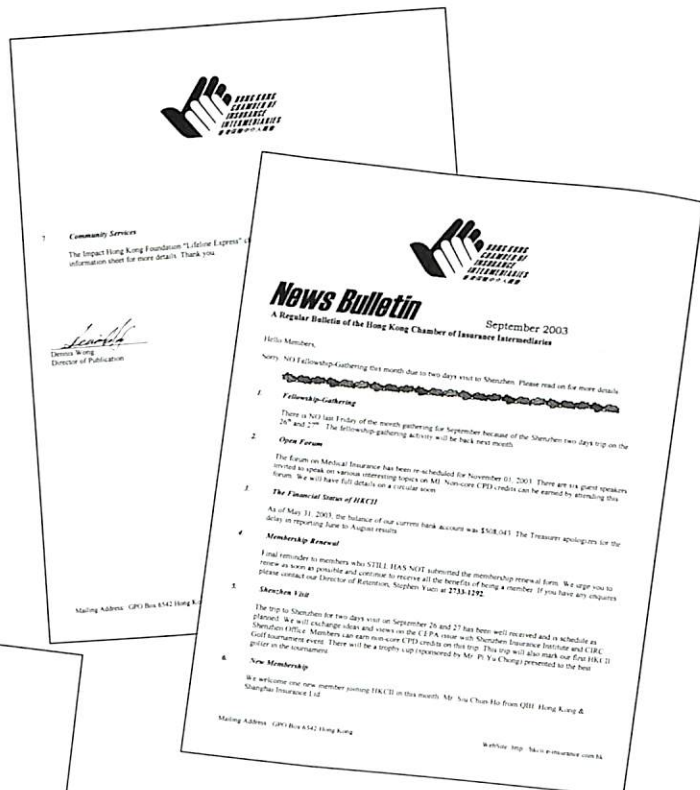 HONG KONG
CHAMBER OF
INSURANCE
INTERMEDIARIES
7. Community Services
The Impact Hong Kong Foundation "Lifeline Express"
information sheet for more details. Thank you.
Dennis Wong
Director of Publication
Mailing Address: GPO Box 6542 Hong
HONG KONG
CHAMBER OF
INSURANCE
INTERMEDIARIES
News Bulletin
September 2003
A Regular Bulletin of the Hong Kong Chamber of Insurance Intermediaries
Hello Members,
Sorry. NO Fellowship-Gathering this month due to two days visit to Shenzhen. Please read on for more details.
1. Fellowship-Gathering
There is NO last Friday of the month gathering for September because of the Shenzhen two days trip on the
26th and 27th. The fellowship-gathering activity will be back next month.
2. Open Forum
The forum on Medical Insurance has been re-scheduled for November 01, 2003. There are six guest speakers
invited to speak on various interesting topics on MI. Non-core CPD credits can be earned by attending this
forum. We will have full details on a circular soon.
3. The Financial Status of HKCII
As of May 31, 2003, the balance of our current bank account was $508,043. The Treasurer apologizes for the
delay in reporting June to August results.
4. Membership Renewal
Final reminder to members who STILL HAS NOT submitted the membership renewal form. We urge you to
renew as soon as possible and continue to receive all the benefits of being a member. If you have any enquires
please contact our Director of Retention, Stephen Yuen at 2733-1292.
5. Shenzhen Visit
The trip to Shenzhen for two days visit on September 26 and 27 has been well received and is schedule as
planned. We will exchange ideas and views on the CEPA issue with Shenzhen Insurance Institute and CIRC
Shenzhen Office. Members can earn non-core CPD credits on this trip. This trip will also mark our first HKCII
Golf tournament event. There will be a trophy cup (sponsored by Mr. Pi Yu Chong) presented to the best
golfer in the tournament.
6. New Membership
We welcome one new member joining HKCII in this month. Mr. Siu Chun Ho from QBE Hong Kong &
Shanghai Insurance Ltd.
Mailing Address: GPO Box 6542 Hong Kong